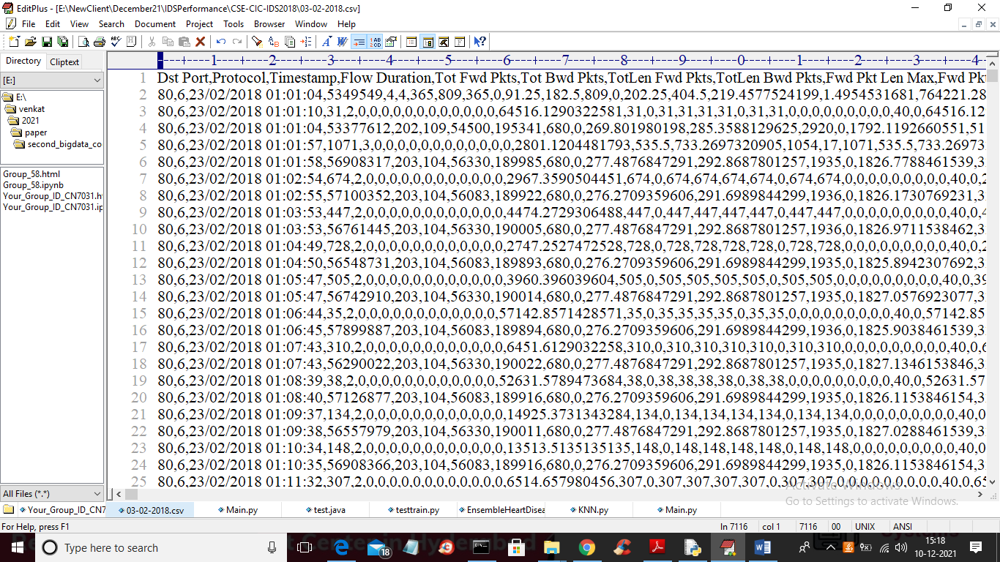 EditPlus - [E:\NewClient\December21\IDSPerformance\CSE-CIC-IDS2018\03-02-2018.csv]
File Edit View Search Document Project Tools Browser Window Help
Directory Cliptext
[E:]
E:\
venkat
2021
paper
second_bigdata_co
Group_58.html
Group_58.ipynb
Your_Group_ID_CN7031.h
Your_Group_ID_CN7031.ip
All Files (*.*)
----+----1----+----2----+----3----+----4----+----5----+----6----+----7----+----8----+----9----+----0----+----1----+----2----+----3----+----4-
1 Dst Port,Protocol,Timestamp,Flow Duration,Tot Fwd Pkts,Tot Bwd Pkts,TotLen Fwd Pkts,TotLen Bwd Pkts,Fwd Pkt Len Max,Fwd Pkt
2 80,6,23/02/2018 01:01:04,5349549,4,4,365,809,365,0,91.25,182.5,809,0,202.25,404.5,219.4577524199,1.4954531681,764221.28
3 80,6,23/02/2018 01:01:10,31,2,0,0,0,0,0,0,0,0,0,0,0,0,64516.1290322581,31,0,31,31,31,31,0,31,31,0,0,0,0,0,0,0,0,40,0,64516.12
4 80,6,23/02/2018 01:01:04,53377612,202,109,54500,195341,680,0,269.801980198,285.3588129625,2920,0,1792.1192660551,51
5 80,6,23/02/2018 01:01:57,1071,3,0,0,0,0,0,0,0,0,0,0,0,2801.1204481793,535.5,733.2697320905,1054,17,1071,535.5,733.26973
6 80,6,23/02/2018 01:01:58,56908317,203,104,56330,189985,680,0,277.4876847291,292.8687801257,1935,0,1826.7788461539,3
7 80,6,23/02/2018 01:02:54,674,2,0,0,0,0,0,0,0,0,0,0,0,0,2967.3590504451,674,0,674,674,674,674,0,674,674,0,0,0,0,0,0,0,0,40,0,2
8 80,6,23/02/2018 01:02:55,57100352,203,104,56083,189922,680,0,276.2709359606,291.6989844299,1936,0,1826.1730769231,3
9 80,6,23/02/2018 01:03:53,447,2,0,0,0,0,0,0,0,0,0,0,0,0,4474.2729306488,447,0,447,447,447,447,0,447,447,0,0,0,0,0,0,0,0,40,0,4
10 80,6,23/02/2018 01:03:53,56761445,203,104,56330,190005,680,0,277.4876847291,292.8687801257,1936,0,1826.9711538462,3
11 80,6,23/02/2018 01:04:49,728,2,0,0,0,0,0,0,0,0,0,0,0,0,2747.2527472528,728,0,728,728,728,728,0,728,728,0,0,0,0,0,0,0,0,40,0,2
12 80,6,23/02/2018 01:04:50,56548731,203,104,56083,189893,680,0,276.2709359606,291.6989844299,1935,0,1825.8942307692,3
13 80,6,23/02/2018 01:05:47,505,2,0,0,0,0,0,0,0,0,0,0,0,0,3960.396039604,505,0,505,505,505,505,0,505,505,0,0,0,0,0,0,0,0,40,0,39
14 80,6,23/02/2018 01:05:47,56742910,203,104,56330,190014,680,0,277.4876847291,292.8687801257,1935,0,1827.0576923077,3
15 80,6,23/02/2018 01:06:44,35,2,0,0,0,0,0,0,0,0,0,0,0,0,57142.8571428571,35,0,35,35,35,35,0,35,35,0,0,0,0,0,0,0,0,40,0,57142.85
16 80,6,23/02/2018 01:06:45,57899887,203,104,56083,189894,680,0,276.2709359606,291.6989844299,1936,0,1825.9038461539,3
17 80,6,23/02/2018 01:07:43,310,2,0,0,0,0,0,0,0,0,0,0,0,0,6451.6129032258,310,0,310,310,310,310,0,310,310,0,0,0,0,0,0,0,0,40,0,6
18 80,6,23/02/2018 01:07:43,56290022,203,104,56330,190022,680,0,277.4876847291,292.8687801257,1935,0,1827.1346153846,3
19 80,6,23/02/2018 01:08:39,38,2,0,0,0,0,0,0,0,0,0,0,0,0,52631.5789473684,38,0,38,38,38,38,0,38,38,0,0,0,0,0,0,0,0,40,0,52631.57
20 80,6,23/02/2018 01:08:40,57126877,203,104,56083,189916,680,0,276.2709359606,291.6989844299,1935,0,1826.1153846154,3
21 80,6,23/02/2018 01:09:37,134,2,0,0,0,0,0,0,0,0,0,0,0,0,14925.3731343284,134,0,134,134,134,134,0,134,134,0,0,0,0,0,0,0,0,40,0
22 80,6,23/02/2018 01:09:38,56557979,203,104,56330,190011,680,0,277.4876847291,292.8687801257,1935,0,1827.0288461539,3
23 80,6,23/02/2018 01:10:34,148,2,0,0,0,0,0,0,0,0,0,0,0,0,13513.5135135135,148,0,148,148,148,148,0,148,148,0,0,0,0,0,0,0,0,40,0
24 80,6,23/02/2018 01:10:35,56908366,203,104,56083,189916,680,0,276.2709359606,291.6989844299,1935,0,1826.1153846154,3
25 80,6,23/02/2018 01:11:32,307,2,0,0,0,0,0,0,0,0,0,0,0,0,6514.657980456,307,0,307,307,307,307,0,307,307,0,0,0,0,0,0,0,0,40,0,65
Activate Windows
Go to Settings to activate Windows.
Your_Group_ID_CN7 03-02-2018.csv Main.py test.java testtrain.py EnsembleHeartDisea KNN.py Main.py
For Help, press F1 ln 7116 col 1 7116 00 UNIX ANSI
Type here to search
18
15:18
10-12-2021